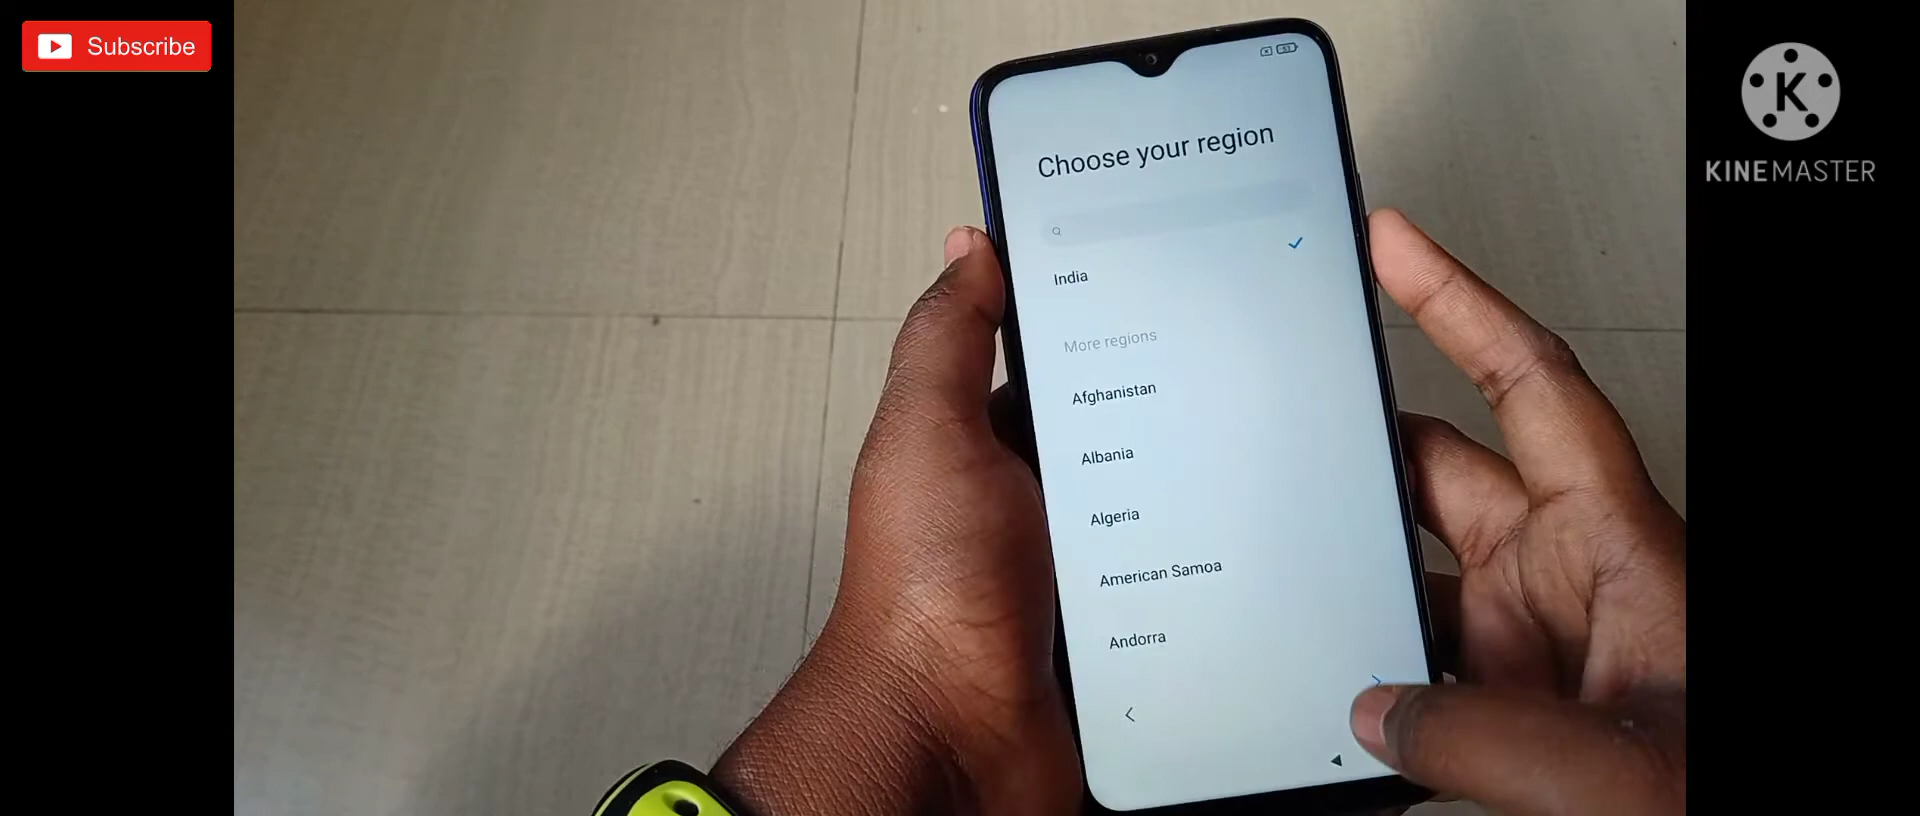 Subscribe
K
KINEMASTER
Choose your region
India
More regions
Afghanistan
Albania
Algeria
American Samoa
Andorra